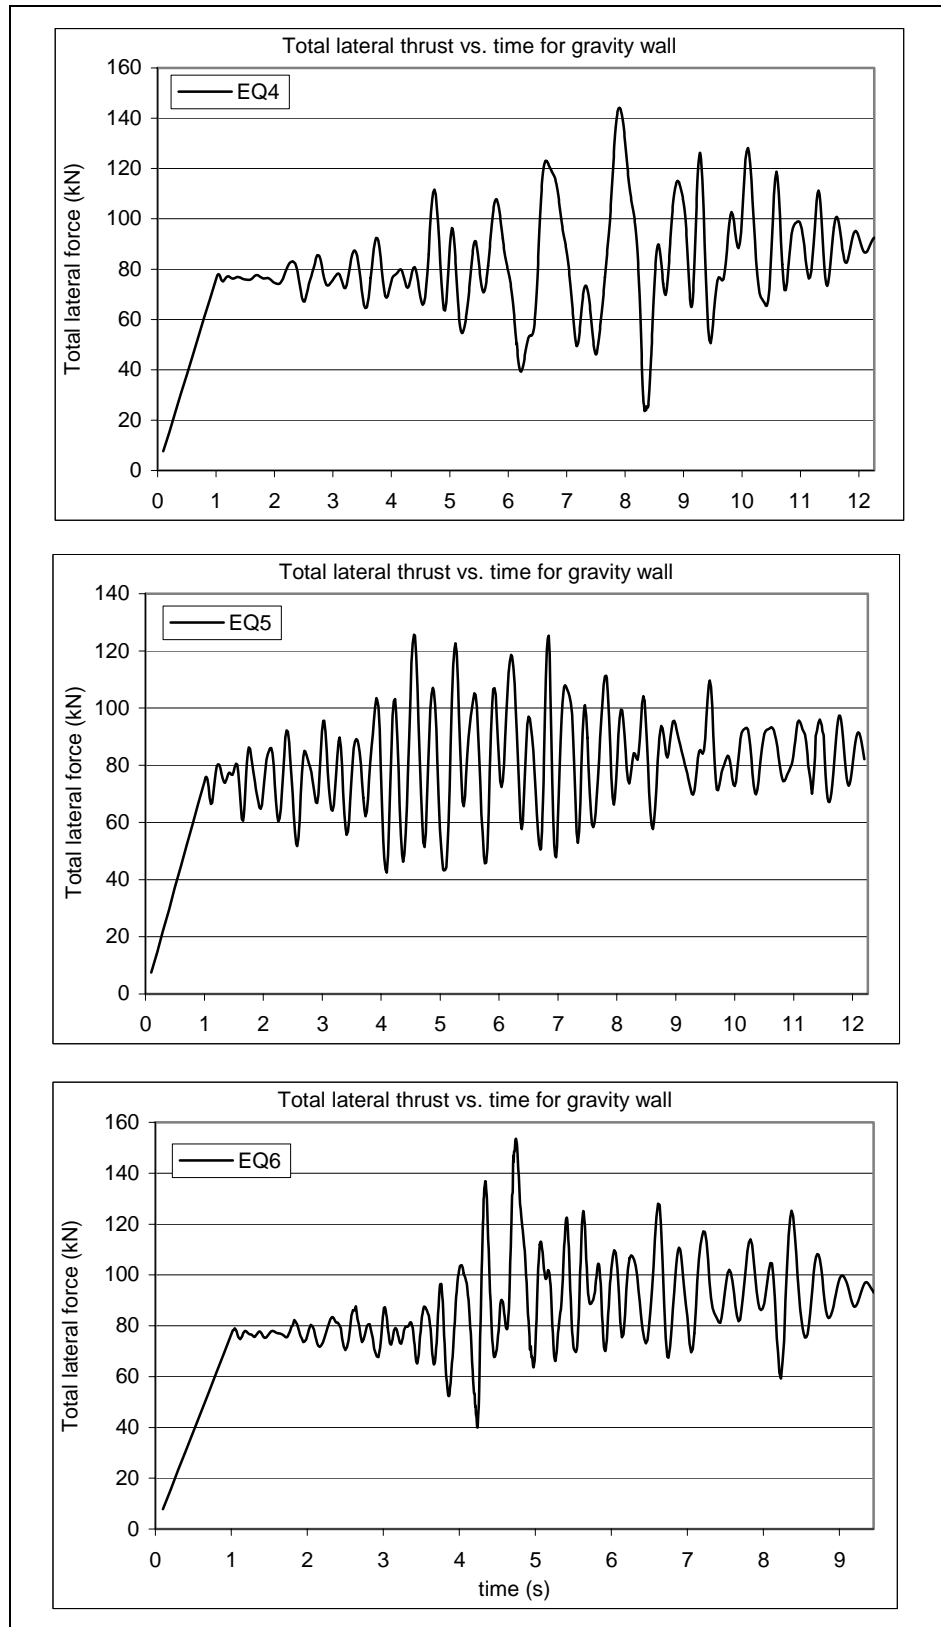 Total lateral thrust vs. time for gravity wall
160
EQ4
140
120
100
80
60
40
20
0
Total lateral force (kN)
0 1 2 3 4 5 6 7 8 9 10 11 12
Total lateral thrust vs. time for gravity wall
140
EQ5
120
100
80
60
40
20
0
Total lateral force (kN)
0 1 2 3 4 5 6 7 8 9 10 11 12
Total lateral thrust vs. time for gravity wall
160
EQ6
140
120
100
80
60
40
20
0
Total lateral force (kN)
0 1 2 3 4 5 6 7 8 9
time (s)